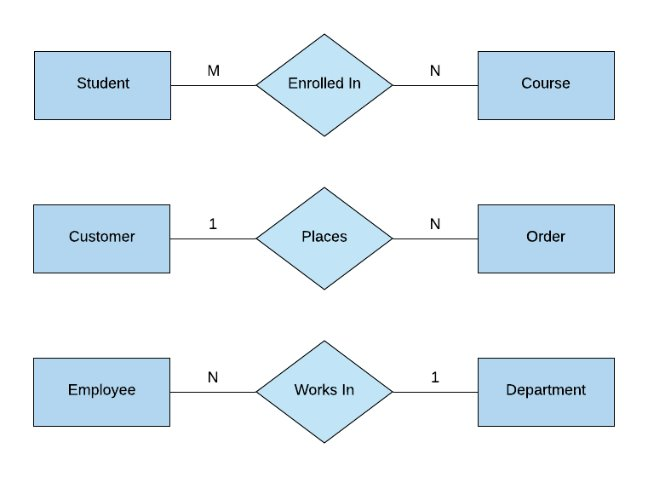 Student
M
Enrolled In
N
Course
Customer
1
Places
N
Order
Employee
N
Works In
1
Department